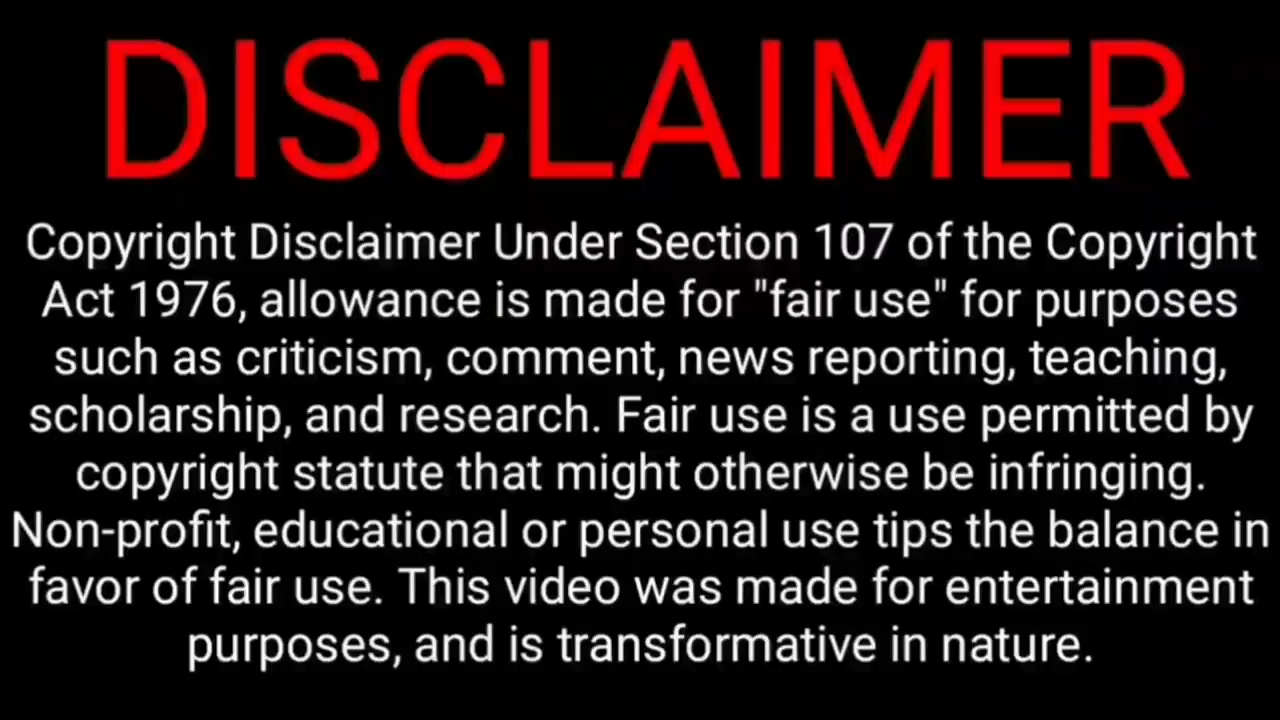 DISCLAIMER
Copyright Disclaimer Under Section 107 of the Copyright
Act 1976, allowance is made for "fair use" for purposes
such as criticism, comment, news reporting, teaching,
scholarship, and research. Fair use is a use permitted by
copyright statute that might otherwise be infringing.
Non-profit, educational or personal use tips the balance in
favor of fair use. This video was made for entertainment
purposes, and is transformative in nature.